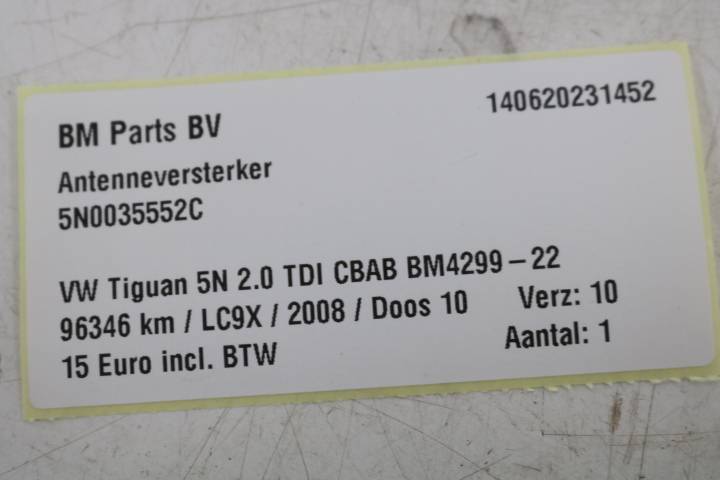 BM Parts BV 140620231452
Antenneversterker
5N0035552C
VW Tiguan 5N 2.0 TDI CBAB BM4299-22
96346 km / LC9X / 2008 / Doos 10 Verz: 10
15 Euro incl. BTW Aantal: 1